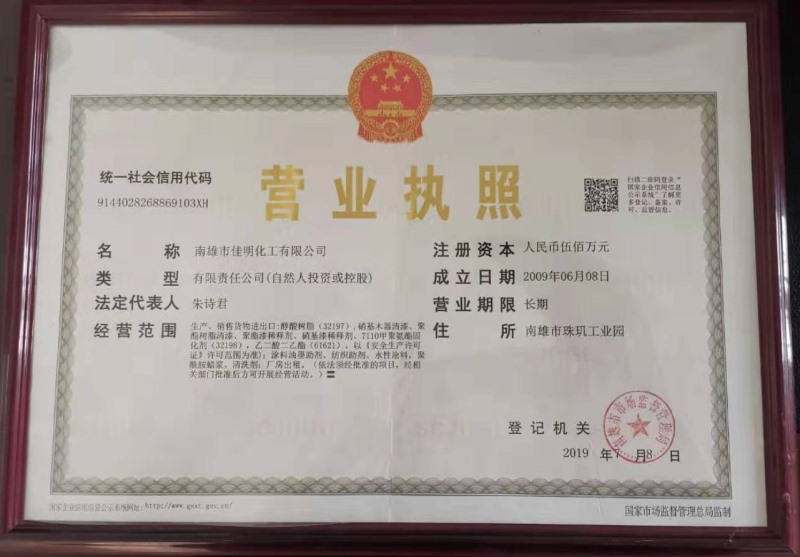 统一社会信用代码
9144028268869103XH
营业执照
扫描二维码登录“
国家企业信用信息
公示系统”了解更
多登记、备案、许
可、监管信息。
名 称 南雄市佳明化工有限公司
类 型 有限责任公司(自然人投资或控股)
法定代表人 朱诗君
经营范围 生产、销售货物进出口:醇酸树脂(32197),硝基木器清漆、聚
酯树脂清漆、聚酯漆稀释剂、硝基漆稀释剂、7110甲聚氨酯固
化剂(32198),乙二酸二乙酯(61621),以《安全生产许可
证》许可范围为准);涂料油墨助剂、纺织助剂、水性涂料,聚
酰胺蜡浆,清洗剂;厂房出租。(依法须经批准的项目,经相
关部门批准后方可开展经营活动。)
注册资本 人民币伍佰万元
成立日期 2009年06月08日
营业期限 长期
住 所 南雄市珠玑工业园
登记机关
南雄市市场监督管理局
2019 年 月 8 日
国家企业信用信息公示系统网址:http://www.gsxt.gov.cn/
国家市场监督管理总局监制